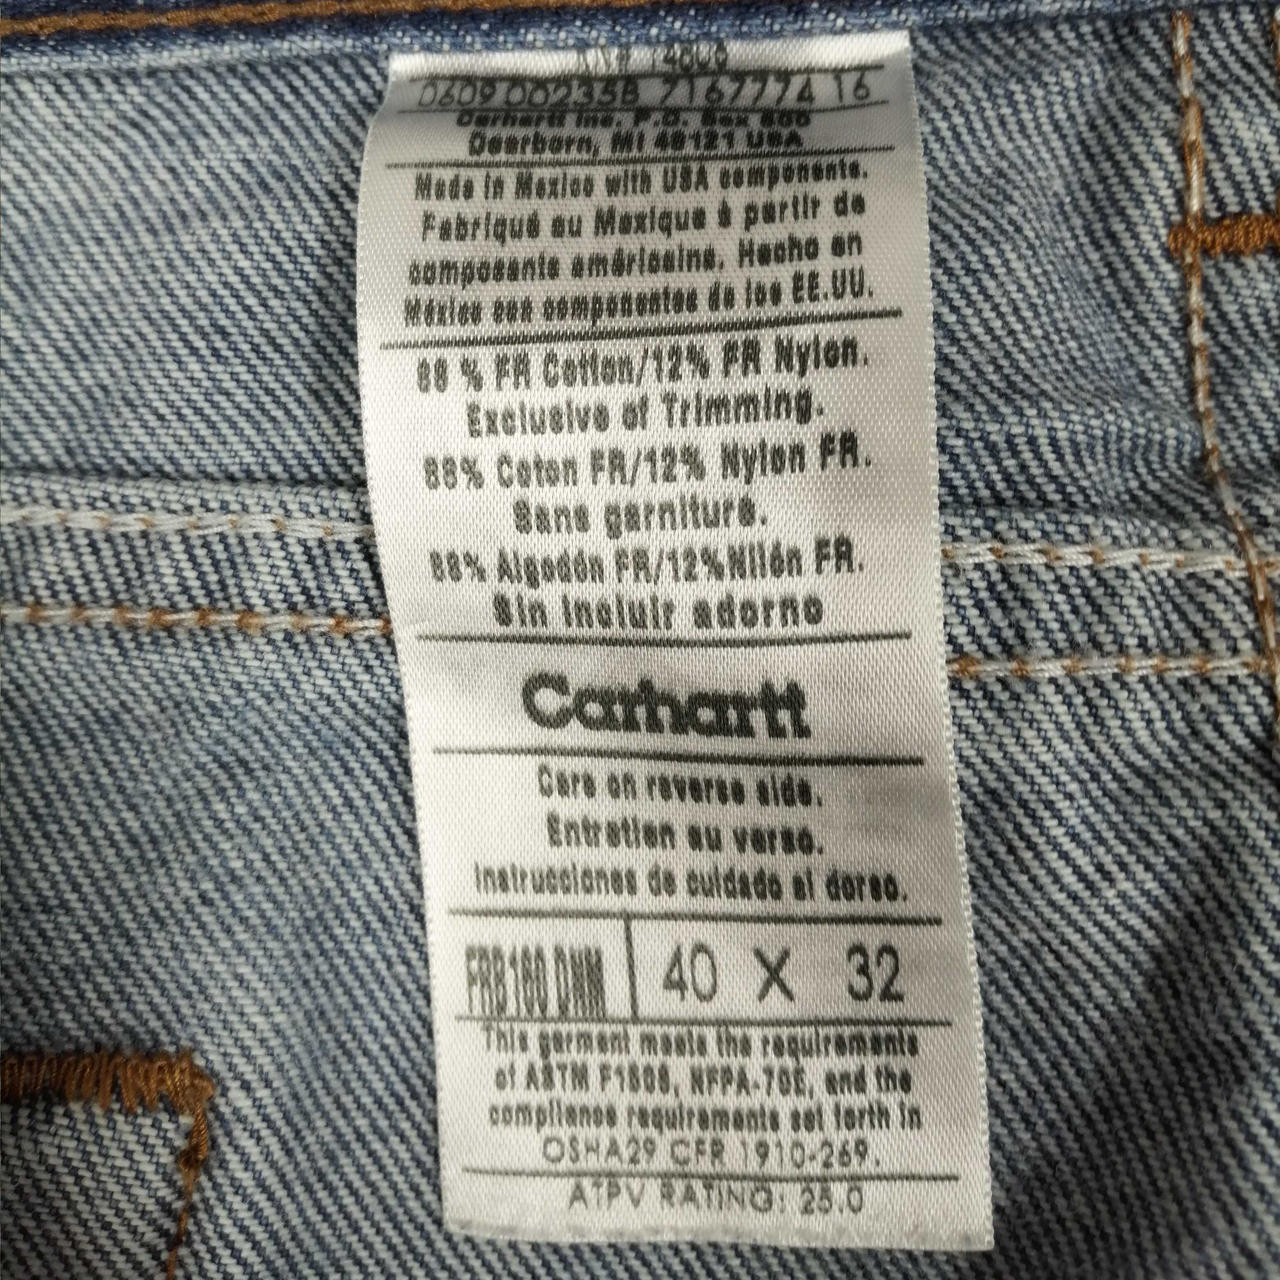 RN# 14806
0609 002358 7167774 16
Carhartt Inc. P.O. Box 600
Dearborn, MI 48121 USA
Made in Mexico with USA components.
Fabriqué au Mexique à partir de
composants américains. Hecho en
México con componentes de los EE.UU.
88 % FR Cotton/12% FR Nylon.
Exclusive of Trimming.
88% Coton FR/12% Nylon FR.
Sans garniture.
88% Algodón FR/12%Nilón FR.
Sin incluir adorno
Carhartt
Care on reverse side.
Entretien au verso.
Instrucciones de cuidado al dorso.
FRB160 DNM 40 X 32
This garment meets the requirements
of ASTM F1506, NFPA-70E, and the
compliance requirements set forth in
OSHA29 CFR 1910-269.
ATPV RATING: 25.0